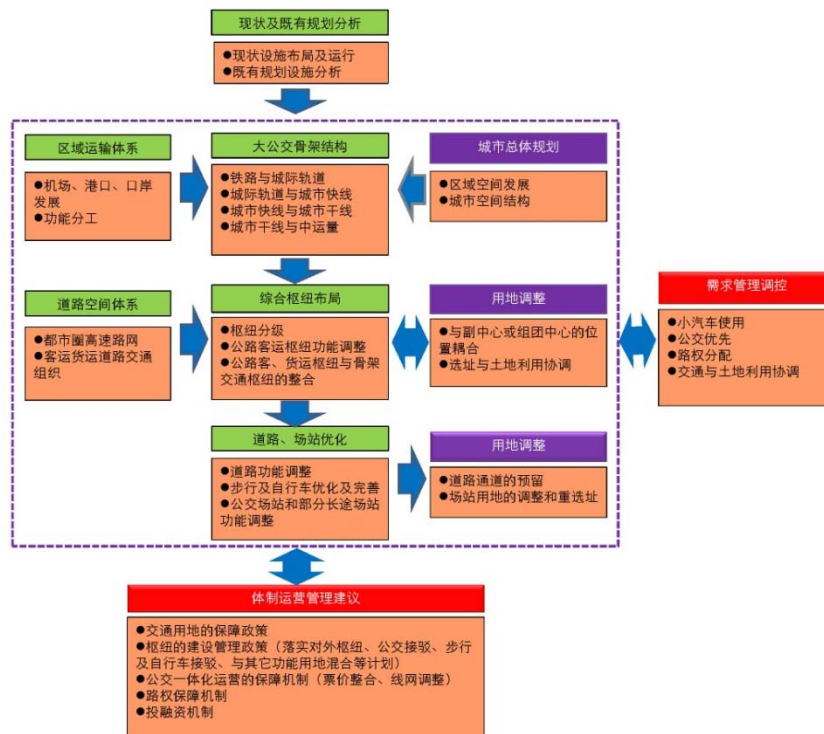 现状及既有规划分析
●现状设施布局及运行
●既有规划设施分析
区域运输体系
●机场、港口、口岸
发展
●功能分工
大公交骨架结构
●铁路与城际轨道
●城际轨道与城市快线
●城市快线与城市干线
●城市干线与中运量
城市总体规划
●区域空间发展
●城市空间结构
道路空间体系
●都市圈高速路网
●客运货运道路交通
组织
综合枢纽布局
●枢纽分级
●公路客运枢纽功能调整
●公路客、货运枢纽与骨架
交通枢纽的整合
用地调整
●与副中心或组团中心的位
置耦合
●选址与土地利用协调
需求管理调控
●小汽车使用
●公交优先
●路权分配
●交通与土地利用协调
道路、场站优化
●道路功能调整
●步行及自行车优化及完善
●公交场站和部分长途场站
功能调整
用地调整
●道路通道的预留
●场站用地的调整和重选址
体制运营管理建议
●交通用地的保障政策
●枢纽的建设管理政策（落实对外枢纽、公交接驳、步行
及自行车接驳、与其它功能用地混合等计划）
●公交一体化运营的保障机制（票价整合、线网调整）
●路权保障机制
●投融资机制